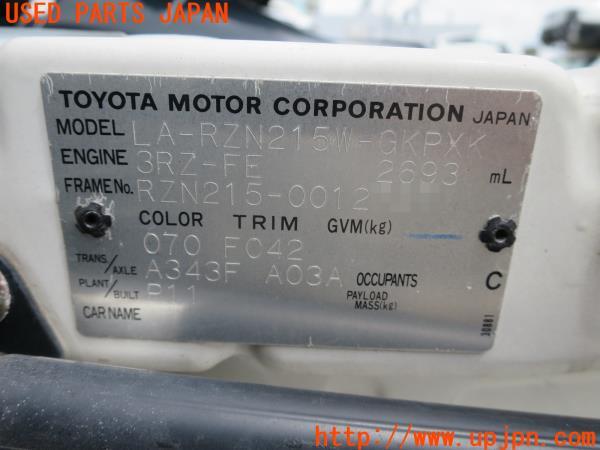 USED PARTS JAPAN
TOYOTA MOTOR CORPORATION JAPAN
MODEL LA-RZN215W-GKPXK
ENGINE 3RZ-FE 2693 mL
FRAME No. RZN215-0012
COLOR TRIM GVM(kg)
070 FC42
TRANS/AXLE A343F A03A OCCUPANTS C
PLANT/BUILT P11 PAYLOAD MASS(kg)
CAR NAME
30881
UPJ – http://www.upjpn.com/